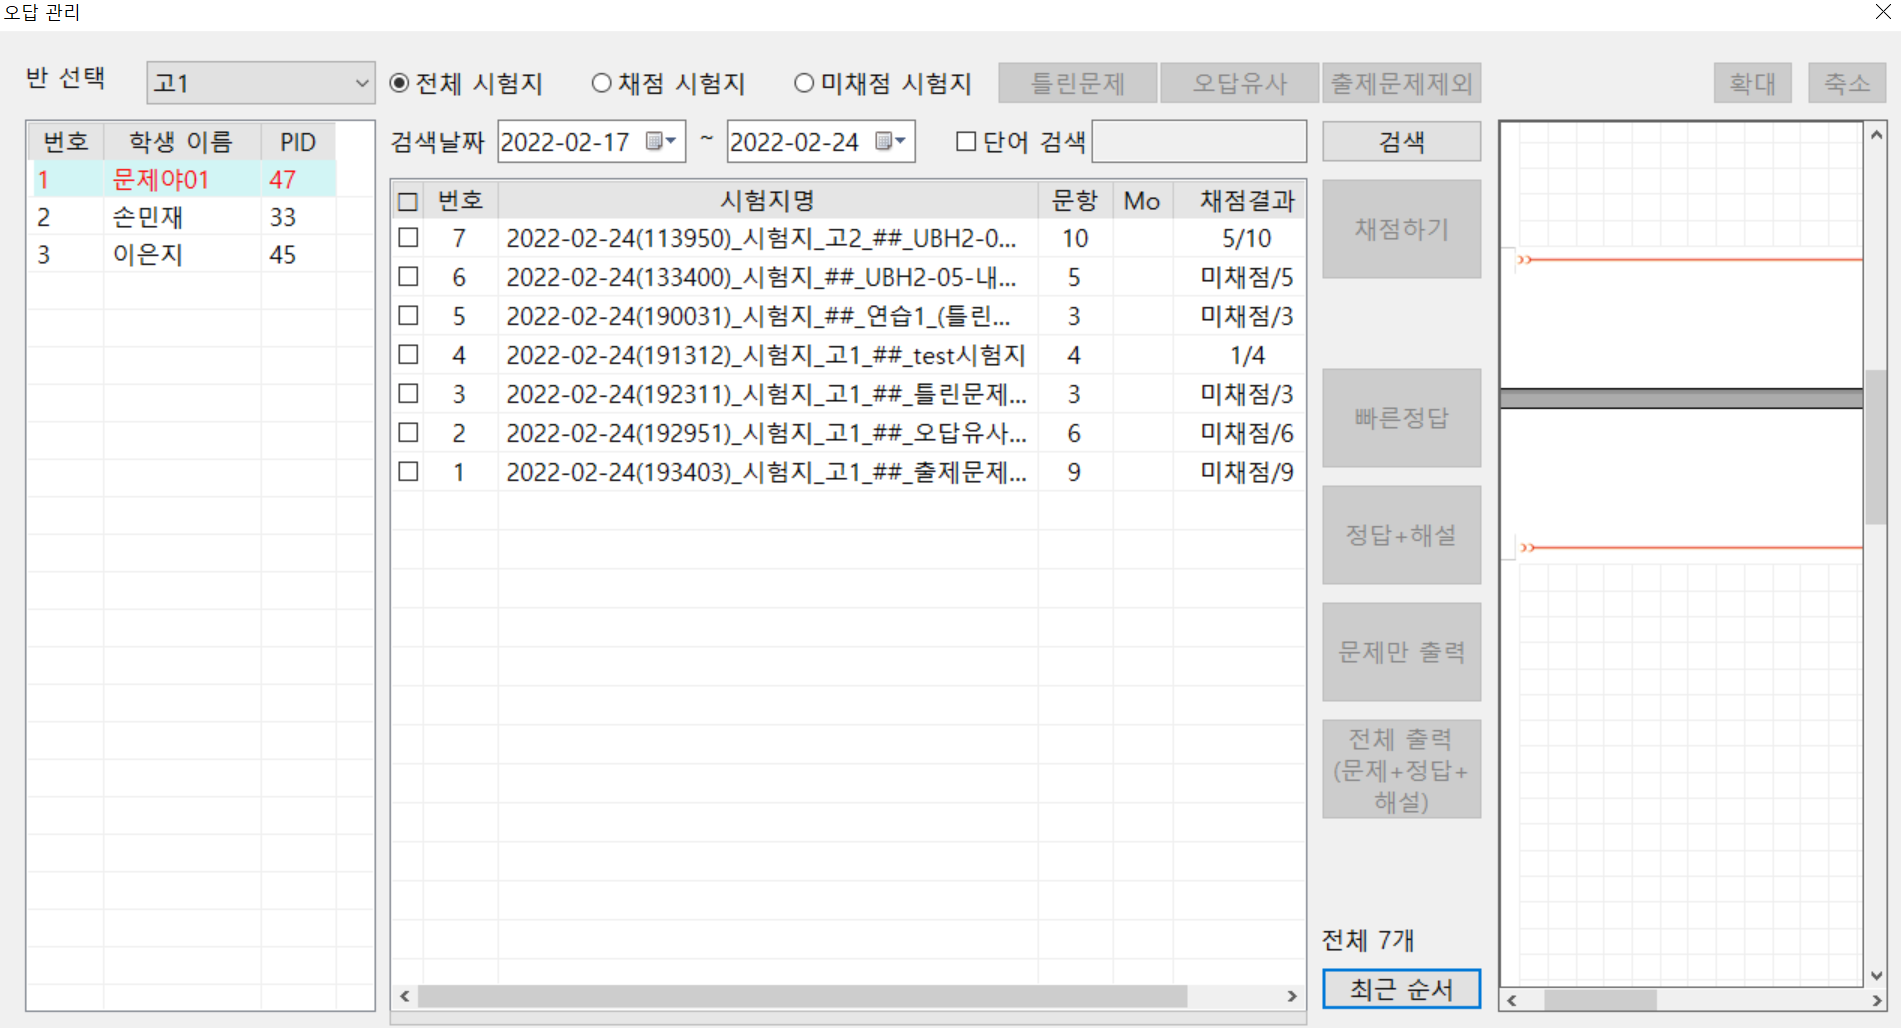 오답 관리
반 선택
고1
전체 시험지
채점 시험지
미채점 시험지
틀린문제
오답유사
출제문제제외
확대
축소
번호 학생 이름 PID
1 문제야01 47
2 손민재 33
3 이은지 45
검색날짜 2022-02-17 ~ 2022-02-24 단어 검색
검색
번호 시험지명 문항 Mo 채점결과
7 2022-02-24(113950)_시험지_고2_##_UBH2-0... 10 5/10
6 2022-02-24(133400)_시험지_##_UBH2-05-내... 5 미채점/5
5 2022-02-24(190031)_시험지_##_연습1_(틀린... 3 미채점/3
4 2022-02-24(191312)_시험지_고1_##_test시험지 4 1/4
3 2022-02-24(192311)_시험지_고1_##_틀린문제... 3 미채점/3
2 2022-02-24(192951)_시험지_고1_##_오답유사... 6 미채점/6
1 2022-02-24(193403)_시험지_고1_##_출제문제... 9 미채점/9
채점하기
빠른정답
정답+해설
문제만 출력
전체 출력
(문제+정답+
해설)
전체 7개
최근 순서